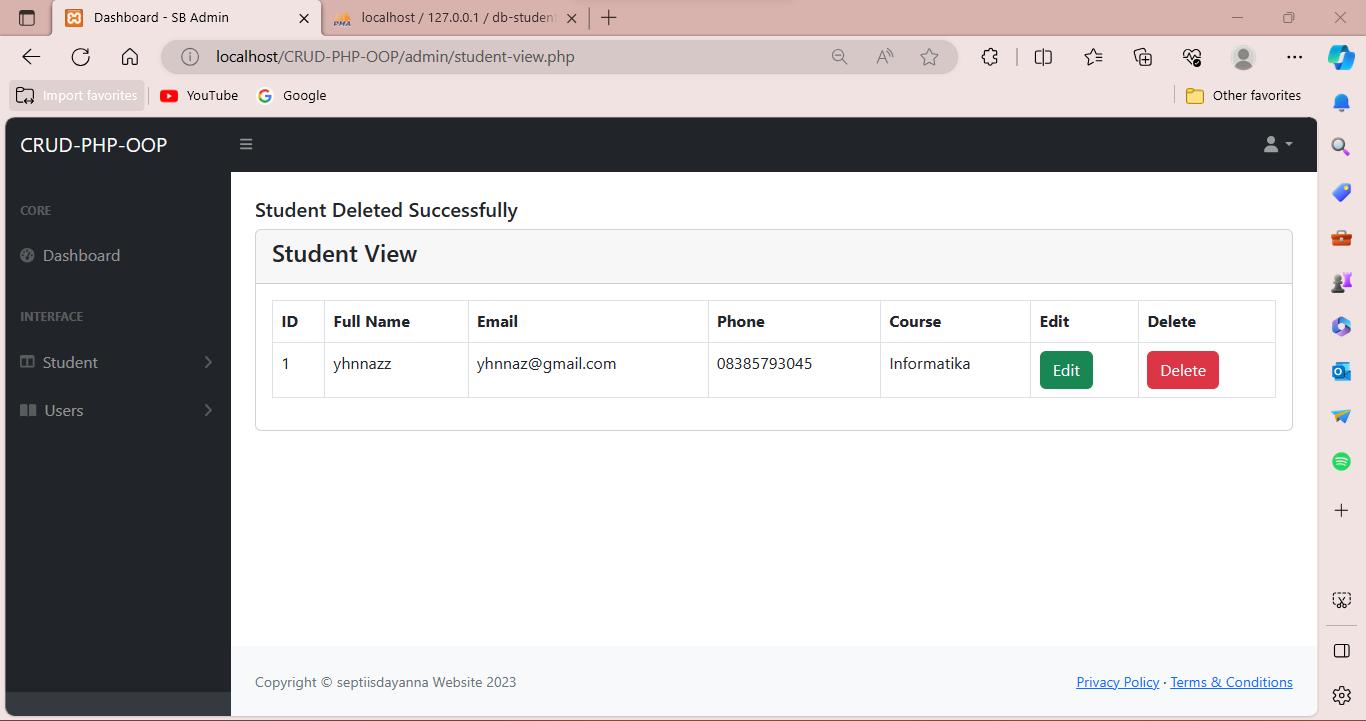 Dashboard - SB Admin
localhost / 127.0.0.1 / db-studen
localhost/CRUD-PHP-OOP/admin/student-view.php
Import favorites
YouTube
Google
Other favorites
CRUD-PHP-OOP
CORE
Dashboard
INTERFACE
Student
Users
Student Deleted Successfully
Student View
ID Full Name Email Phone Course Edit Delete
1 yhnnazz yhnnaz@gmail.com 08385793045 Informatika Edit Delete
Copyright © septiisdayanna Website 2023
Privacy Policy · Terms & Conditions